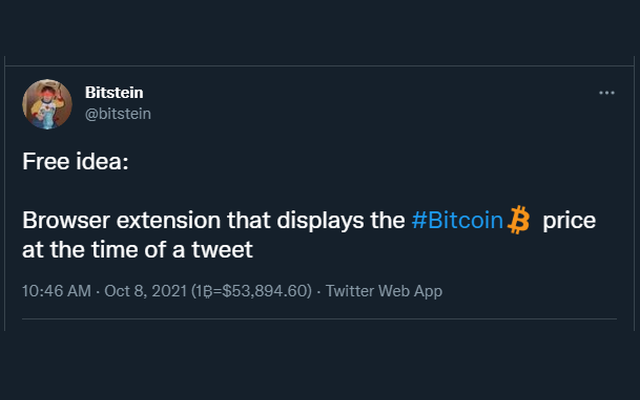 Bitstein
@bitstein
Free idea:
Browser extension that displays the #Bitcoin price
at the time of a tweet
10:46 AM · Oct 8, 2021 (1₿=$53,894.60) · Twitter Web App